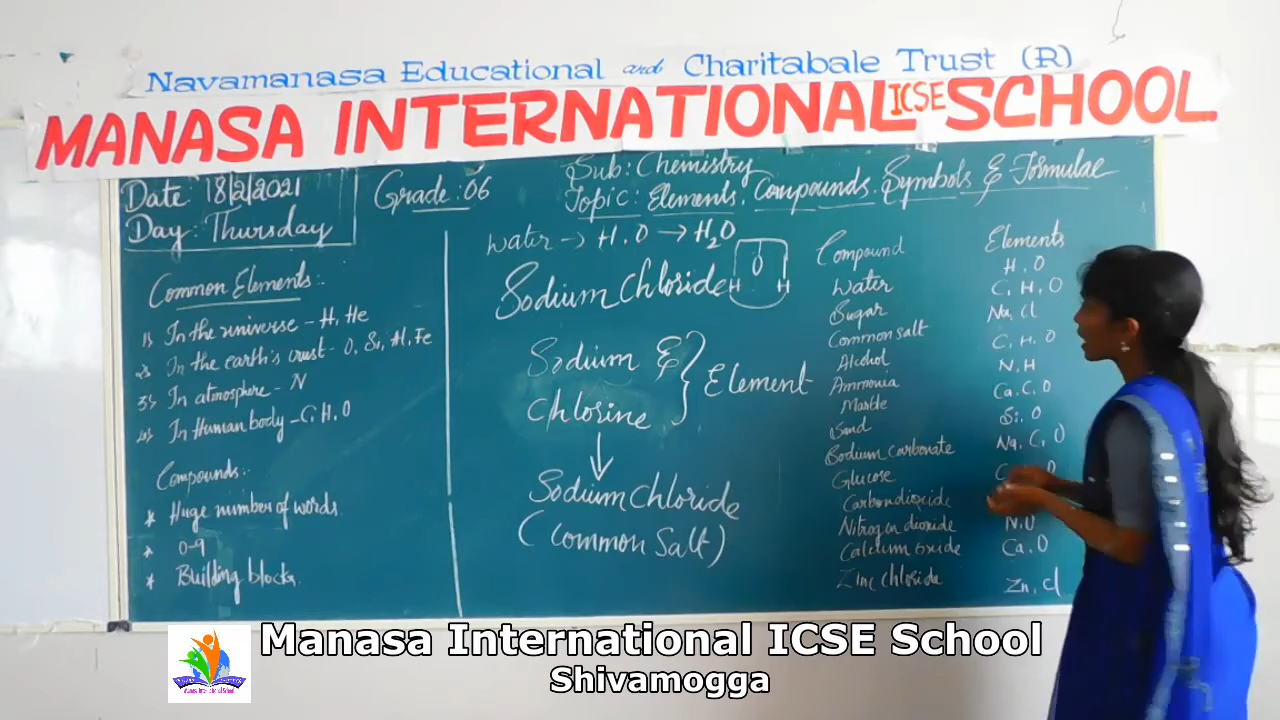 Navamanasa Educational and Charitabale Trust (R)
MANASA INTERNATIONAL ICSE SCHOOL.
Date: 18/2/2021
Day: Thursday
Grade: 06
Sub: Chemistry
Topic: Elements, Compounds, Symbols & Formulae
Common Elements:
1) In the universe - H, He
2) In the earth's crust - O, Si, Al, Fe
3) In atmosphere - N
4) In Human body - C, H, O
Compounds:
* Huge number of words
* 0-9
* Building blocks
water → H, O → H2O
O
H H
Sodium Chloride
Sodium &
Chlorine
} Element
↓
Sodium Chloride
(Common Salt)
Compound Elements
Water H, O
Sugar C, H, O
Common salt Na, Cl
Alcohol C, H, O
Ammonia N, H
Marble Ca, C, O
Sand Si, O
Sodium carbonate Na, C, O
Glucose C O
Carbondioxide
Nitrogen dioxide N, O
Calcium oxide Ca, O
Zinc chloride Zn, Cl
Manasa International ICSE School
Shivamogga